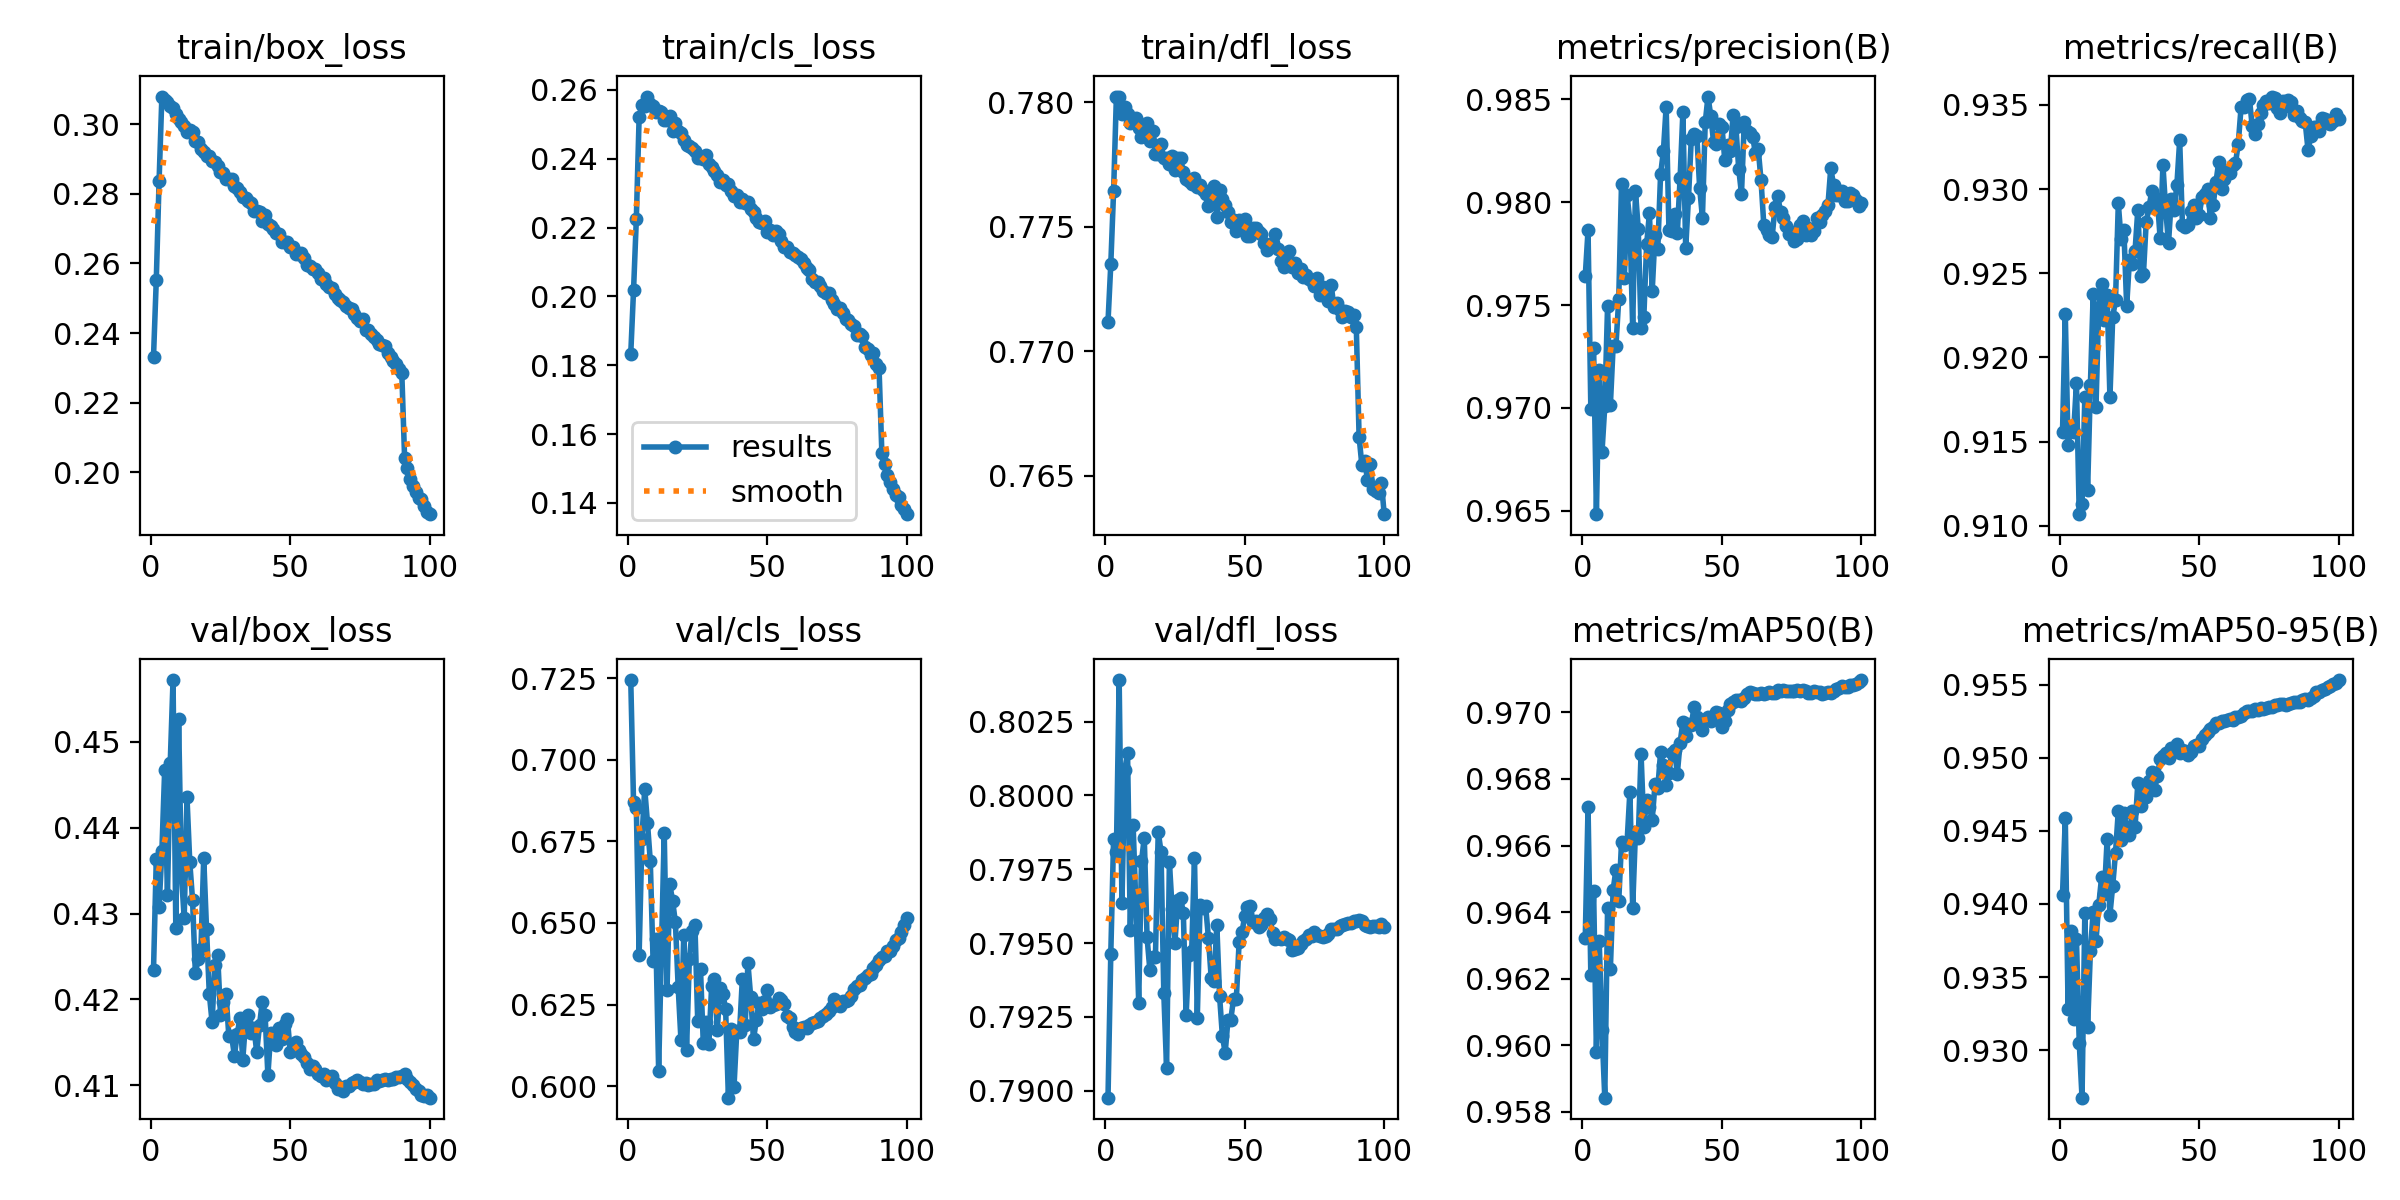 train/box_loss
train/cls_loss
train/dfl_loss
metrics/precision(B)
metrics/recall(B)
0.30
0.28
0.26
0.24
0.22
0.20
0 50 100
0.26
0.24
0.22
0.20
0.18
0.16
0.14
results
smooth
0 50 100
0.780
0.775
0.770
0.765
0 50 100
0.985
0.980
0.975
0.970
0.965
0 50 100
0.935
0.930
0.925
0.920
0.915
0.910
0 50 100
val/box_loss
val/cls_loss
val/dfl_loss
metrics/mAP50(B)
metrics/mAP50-95(B)
0.45
0.44
0.43
0.42
0.41
0 50 100
0.725
0.700
0.675
0.650
0.625
0.600
0 50 100
0.8025
0.8000
0.7975
0.7950
0.7925
0.7900
0 50 100
0.970
0.968
0.966
0.964
0.962
0.960
0.958
0 50 100
0.955
0.950
0.945
0.940
0.935
0.930
0 50 100